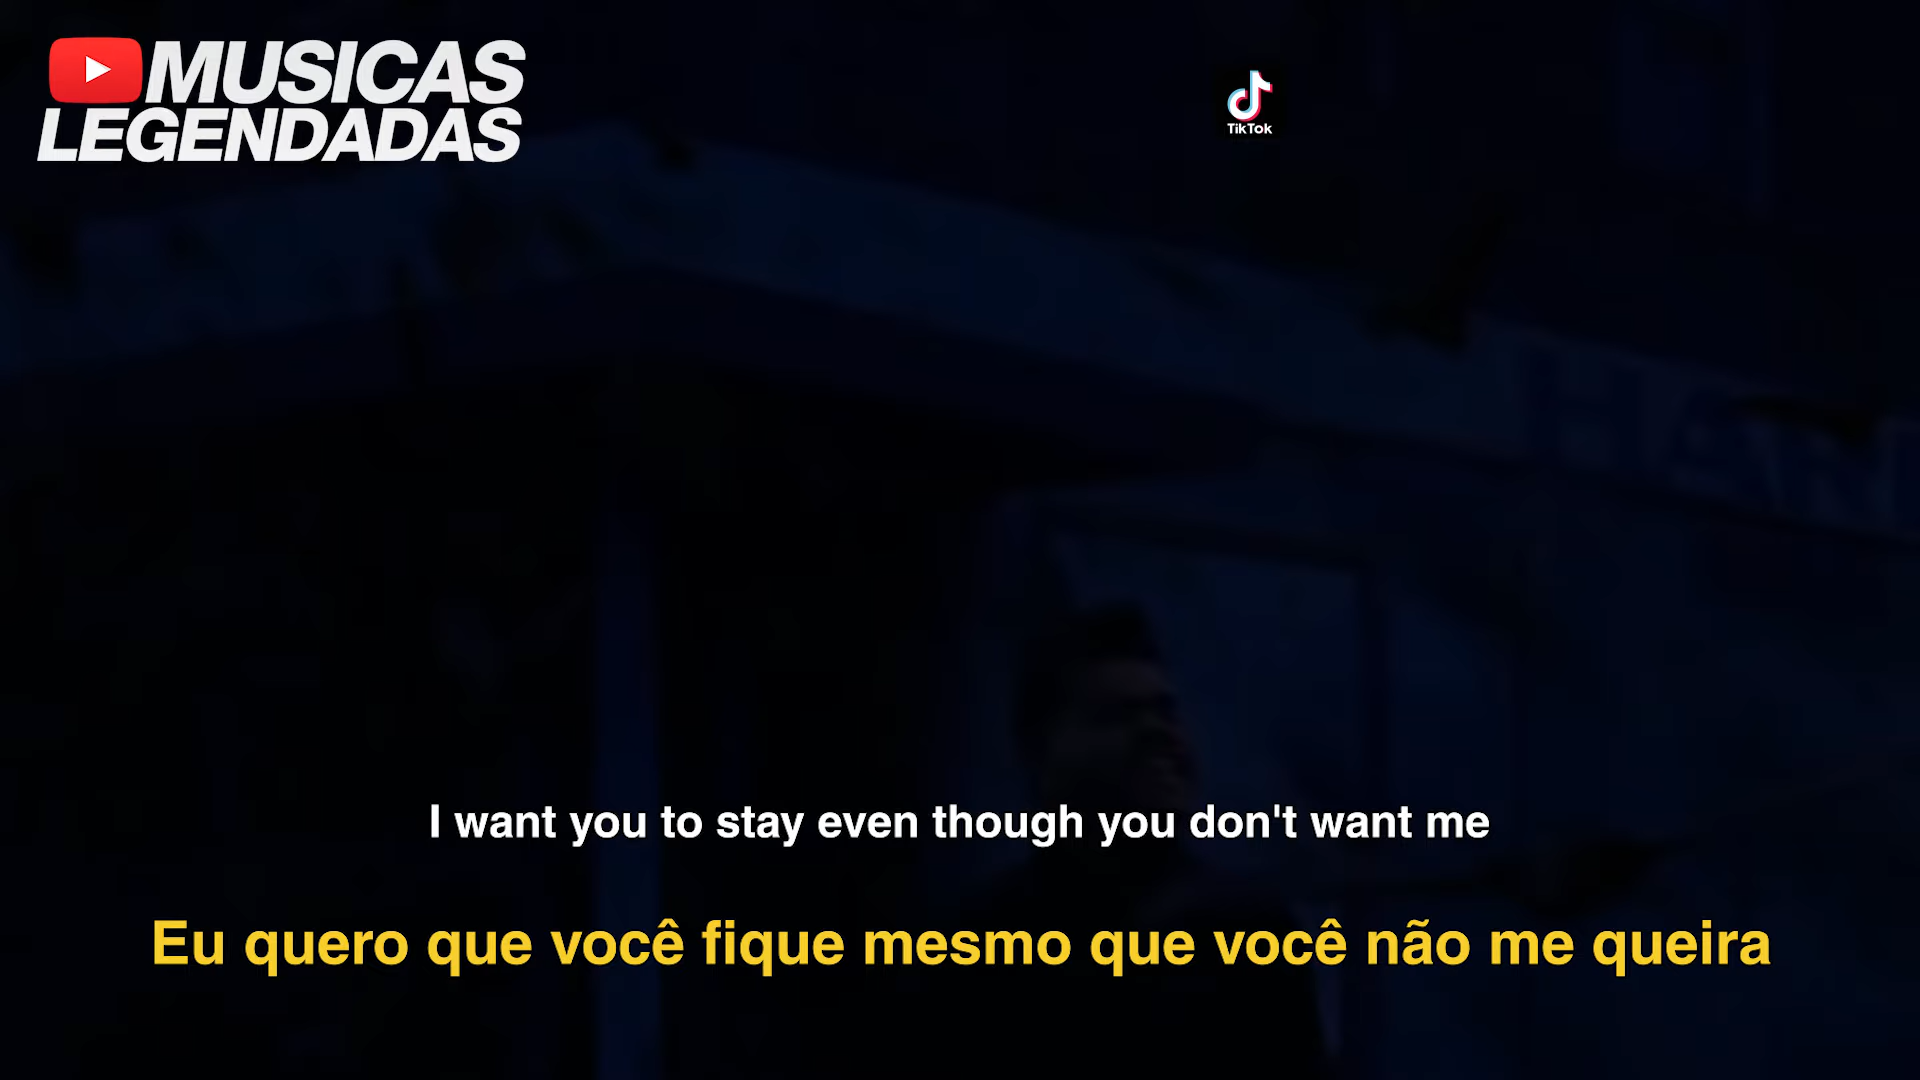 MUSICAS
LEGENDADAS
TikTok
I want you to stay even though you don't want me
Eu quero que você fique mesmo que você não me queira